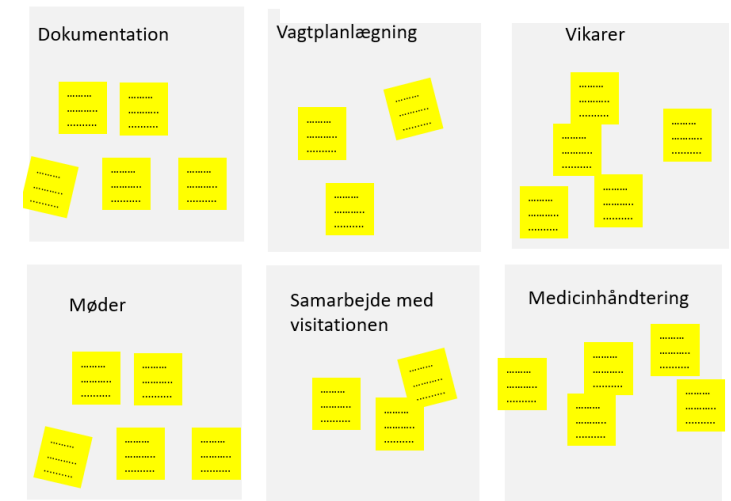 Dokumentation
Vagtplanlægning
Vikarer
Møder
Samarbejde med
visitationen
Medicinhåndtering